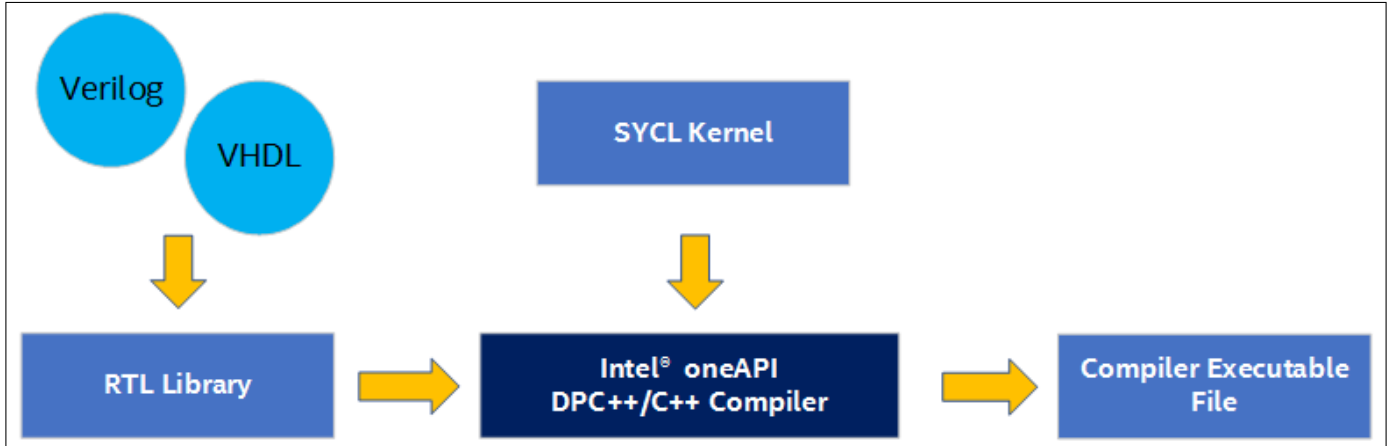 Verilog
VHDL
SYCL Kernel
RTL Library
Intel® oneAPI
DPC++/C++ Compiler
Compiler Executable
File